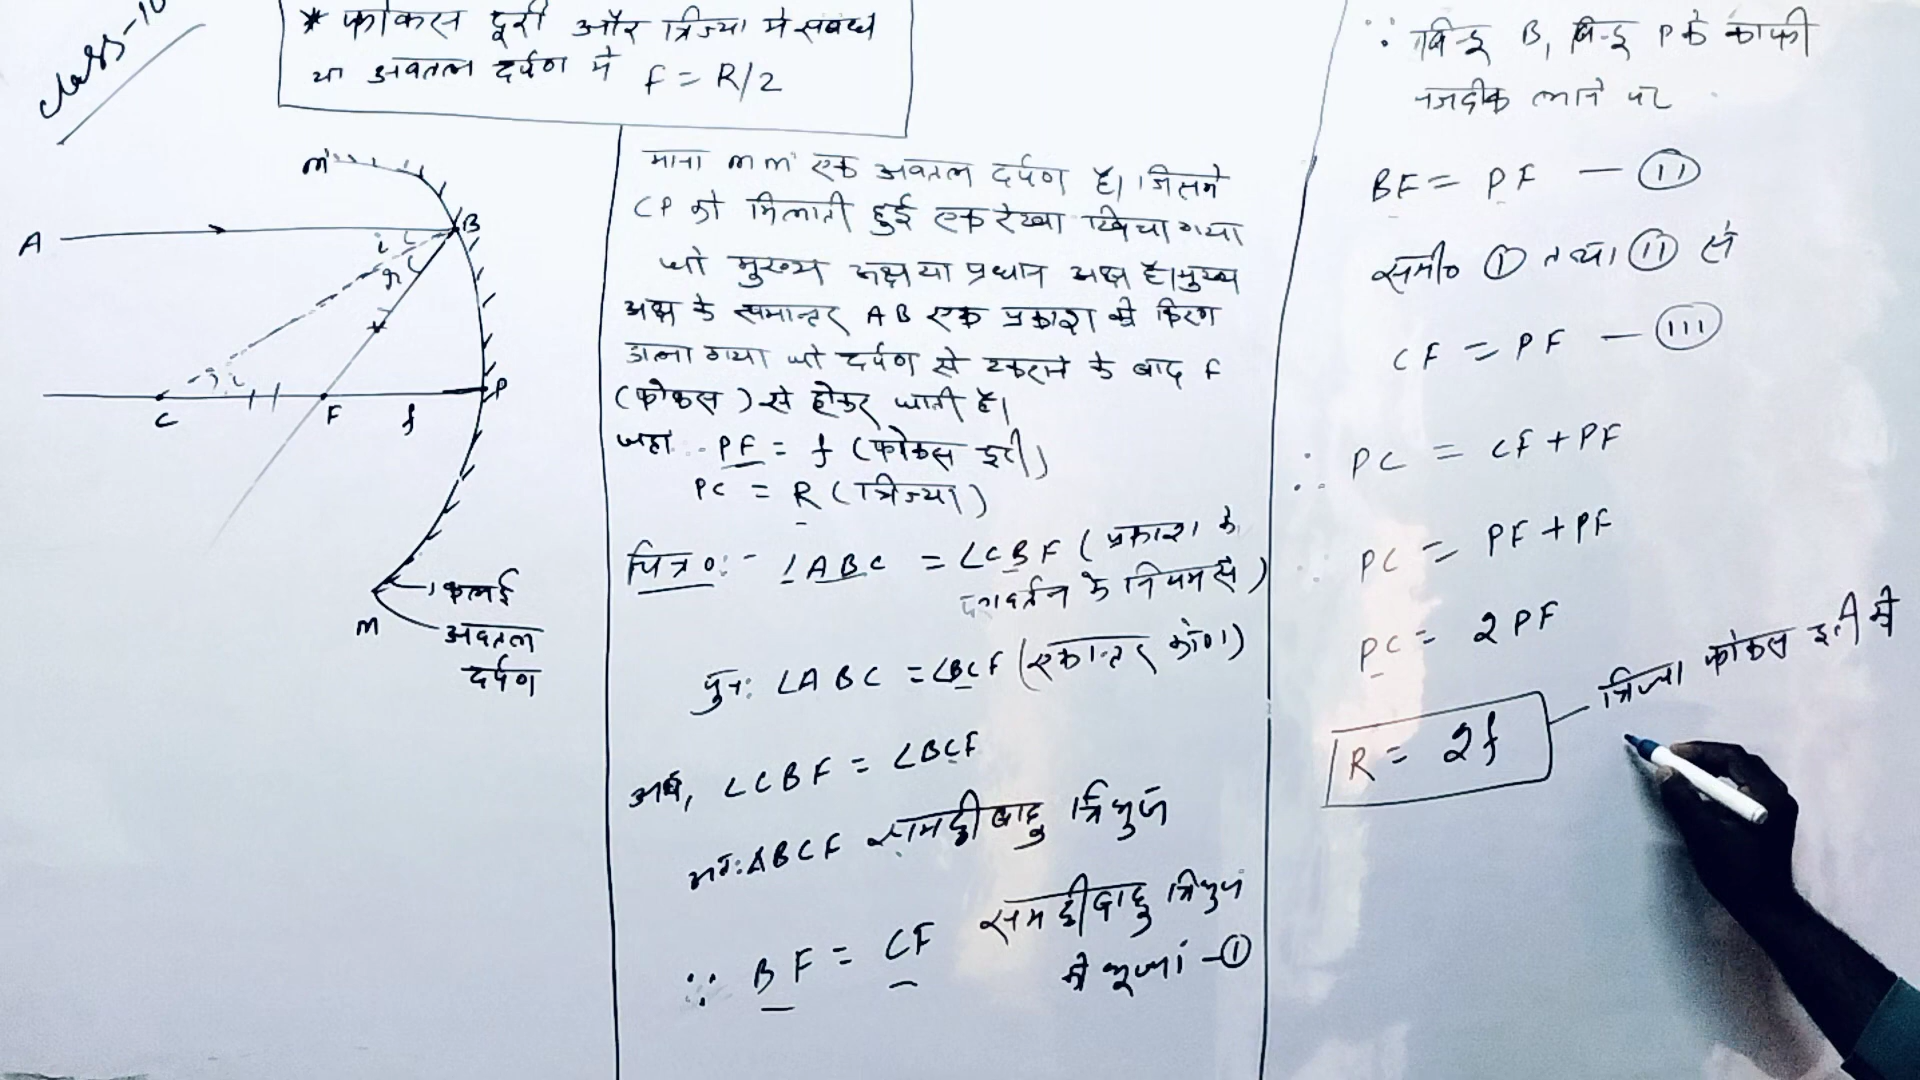 class-10
* फोकस दूरी और त्रिज्या में संबंध
या अवतल दर्पण में f = R/2
m'
A
B
i
r
i
C
F
f
P
कलई
m
अवतल
दर्पण
माना mm' एक अवतल दर्पण है। जिसमें
CP को मिलाती हुई एक रेखा खिंचा गया
जो मुख्य अक्ष या प्रधान अक्ष है। मुख्य
अक्ष के समान्तर AB एक प्रकाश की किरण
डाला गया जो दर्पण से टकराने के बाद F
(फोकस) से होकर जाती है।
जहां PF = f (फोकस दूरी)
PC = R (त्रिज्या)
चित्र० :- ∠ABC = ∠CBF (प्रकाश के
परावर्तन के नियम से)
पुनः ∠ABC = ∠BCF (एकान्तर कोण)
अब, ∠CBF = ∠BCF
अतः ΔBCF समद्वीबाहु त्रिभुज
∵ BF = CF समद्वीबाहु त्रिभुज
की भुजा -①
∵ बिन्दु B, बिन्दु P के काफी
नजदीक लाने पर
BF = PF — ⑪
समी० ① तथा ⑪ से
CF = PF — (111)
∴ PC = CF + PF
PC = PF + PF
PC = 2PF
R = 2f
त्रिज्या फोकस दूरी की